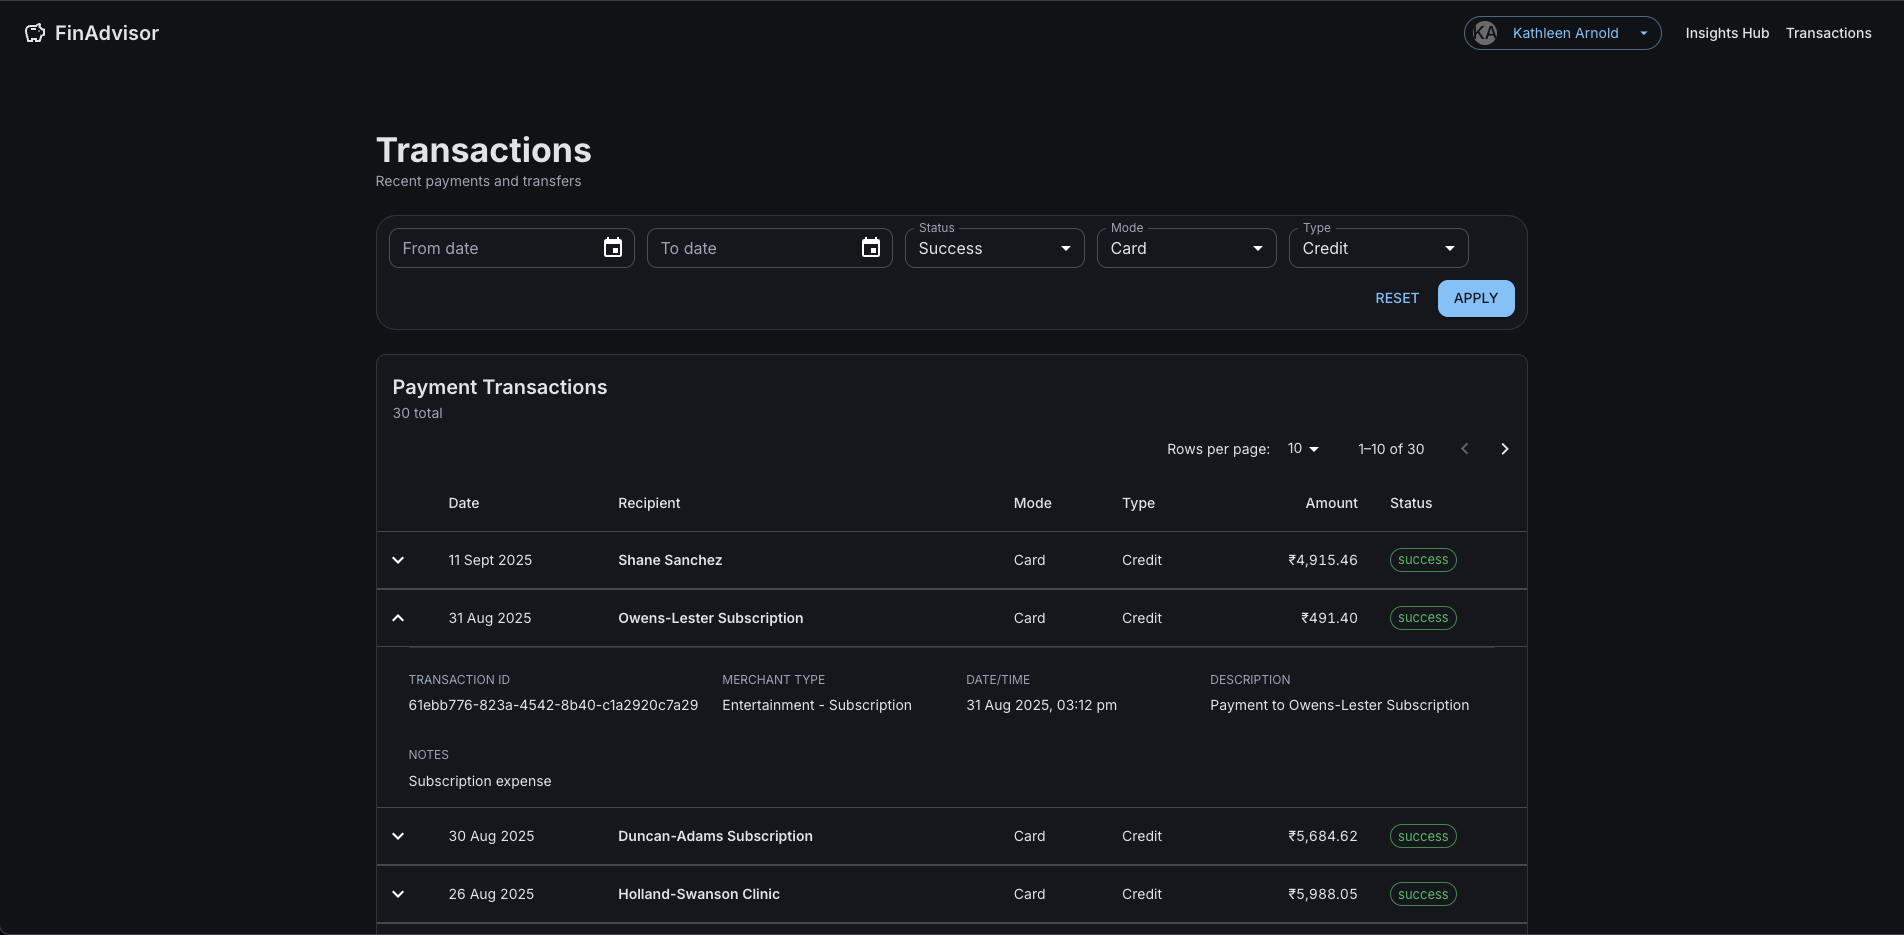 FinAdvisor
KA Kathleen Arnold
Insights Hub Transactions
Transactions
Recent payments and transfers
From date
To date
Status
Success
Mode
Card
Type
Credit
RESET APPLY
Payment Transactions
30 total
Rows per page: 10 1–10 of 30
Date Recipient Mode Type Amount Status
11 Sept 2025 Shane Sanchez Card Credit ₹4,915.46 success
31 Aug 2025 Owens-Lester Subscription Card Credit ₹491.40 success
TRANSACTION ID
61ebb776-823a-4542-8b40-c1a2920c7a29
MERCHANT TYPE
Entertainment - Subscription
DATE/TIME
31 Aug 2025, 03:12 pm
DESCRIPTION
Payment to Owens-Lester Subscription
NOTES
Subscription expense
30 Aug 2025 Duncan-Adams Subscription Card Credit ₹5,684.62 success
26 Aug 2025 Holland-Swanson Clinic Card Credit ₹5,988.05 success